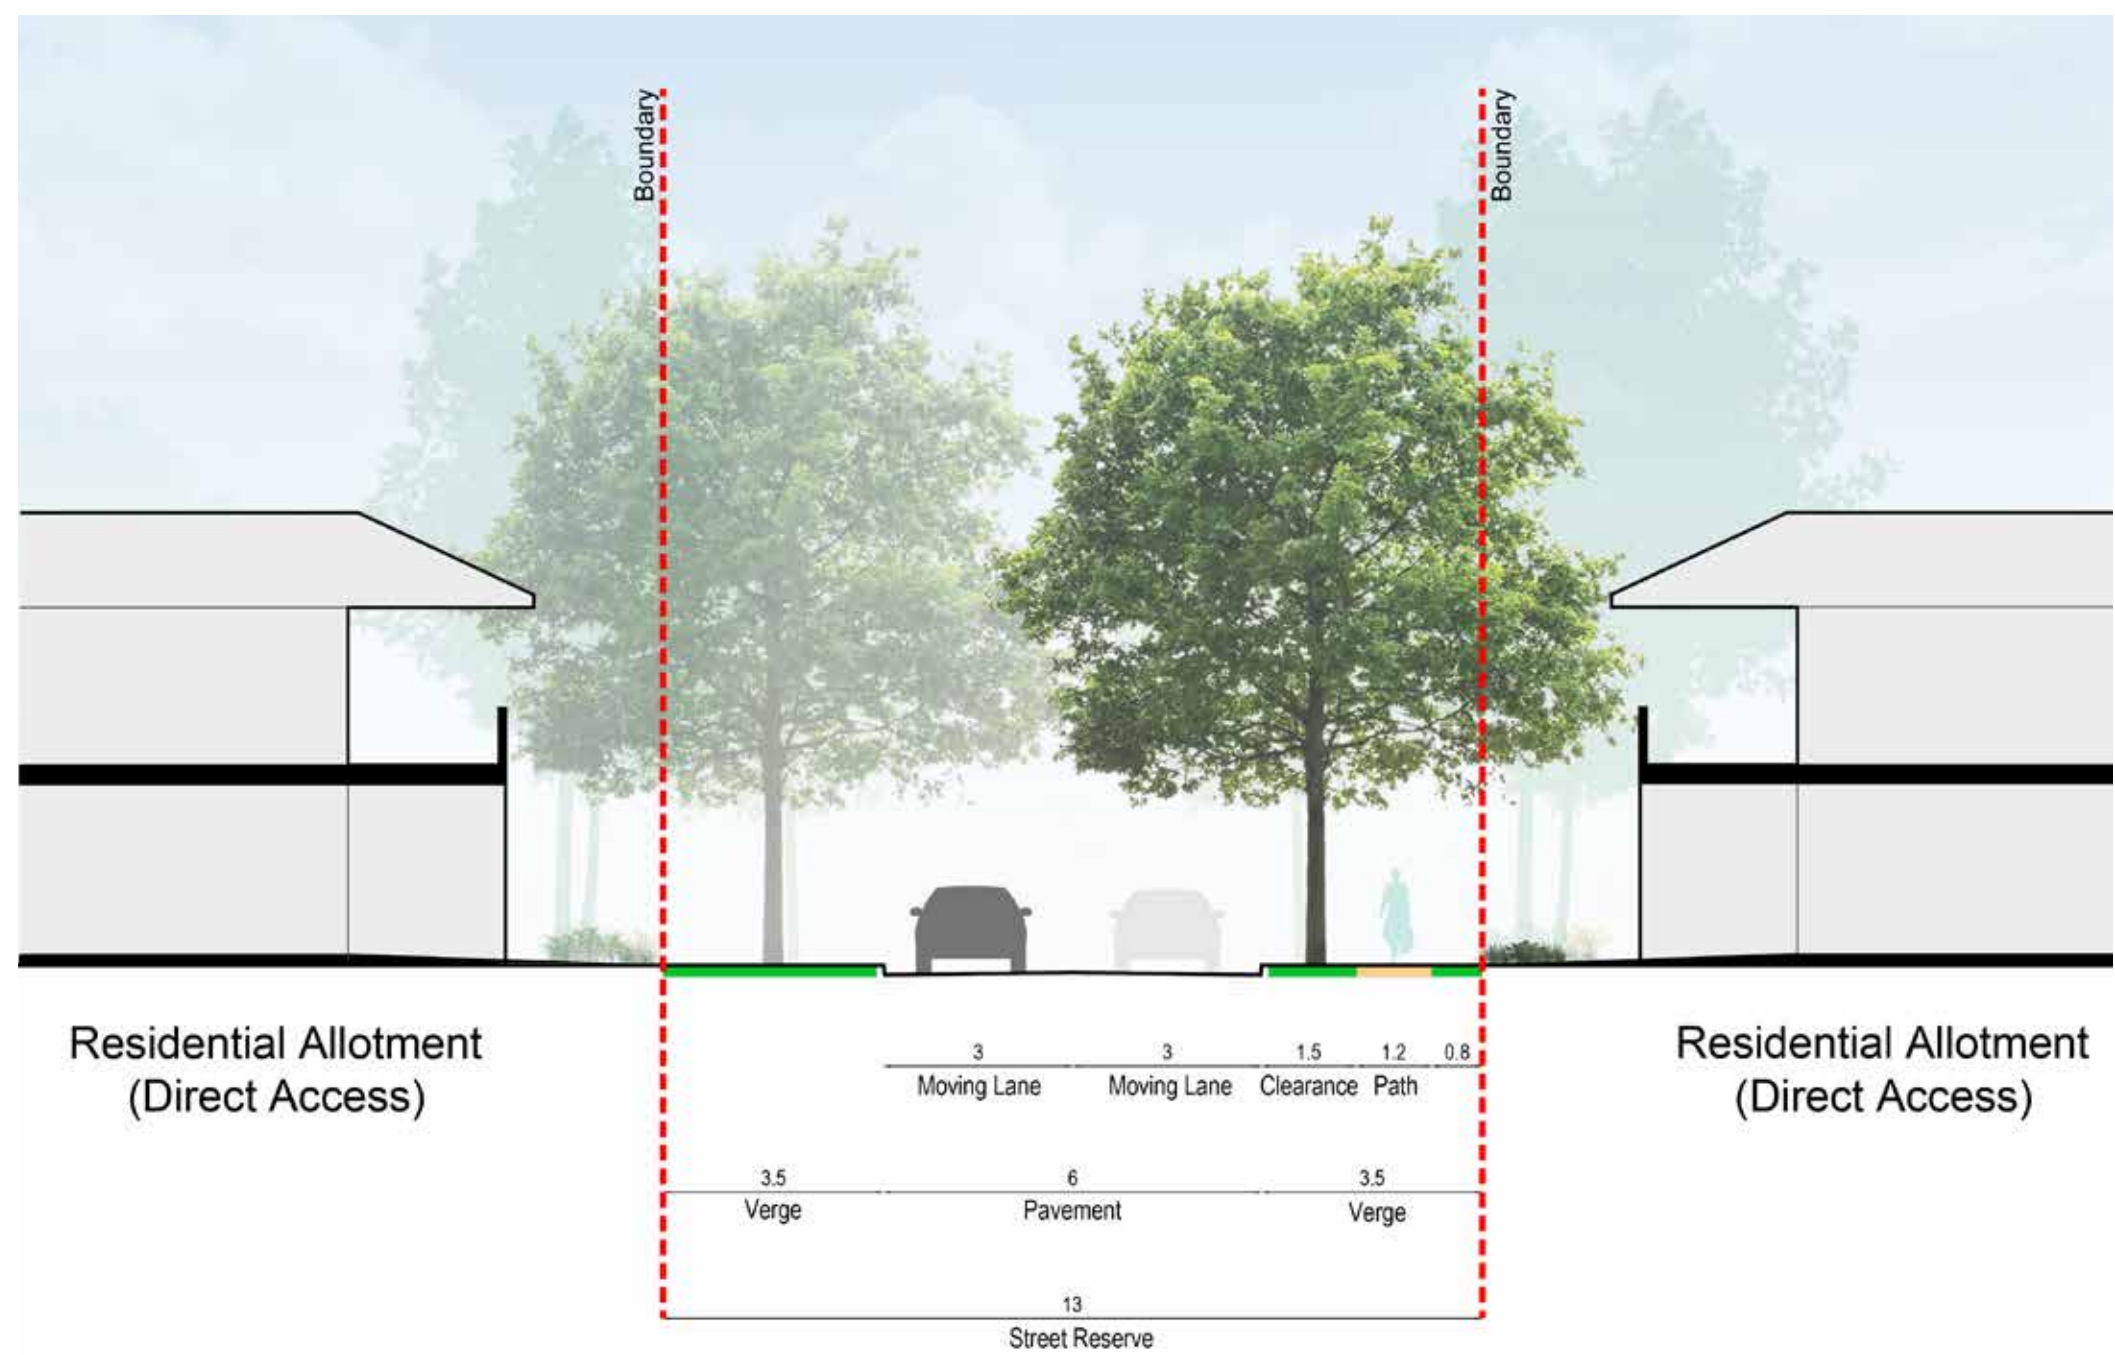 Boundary
Boundary
Residential Allotment
(Direct Access)
Residential Allotment
(Direct Access)
3
3
1.5
1.2
0.8
Moving Lane
Moving Lane
Clearance
Path
3.5
6
3.5
Verge
Pavement
Verge
13
Street Reserve